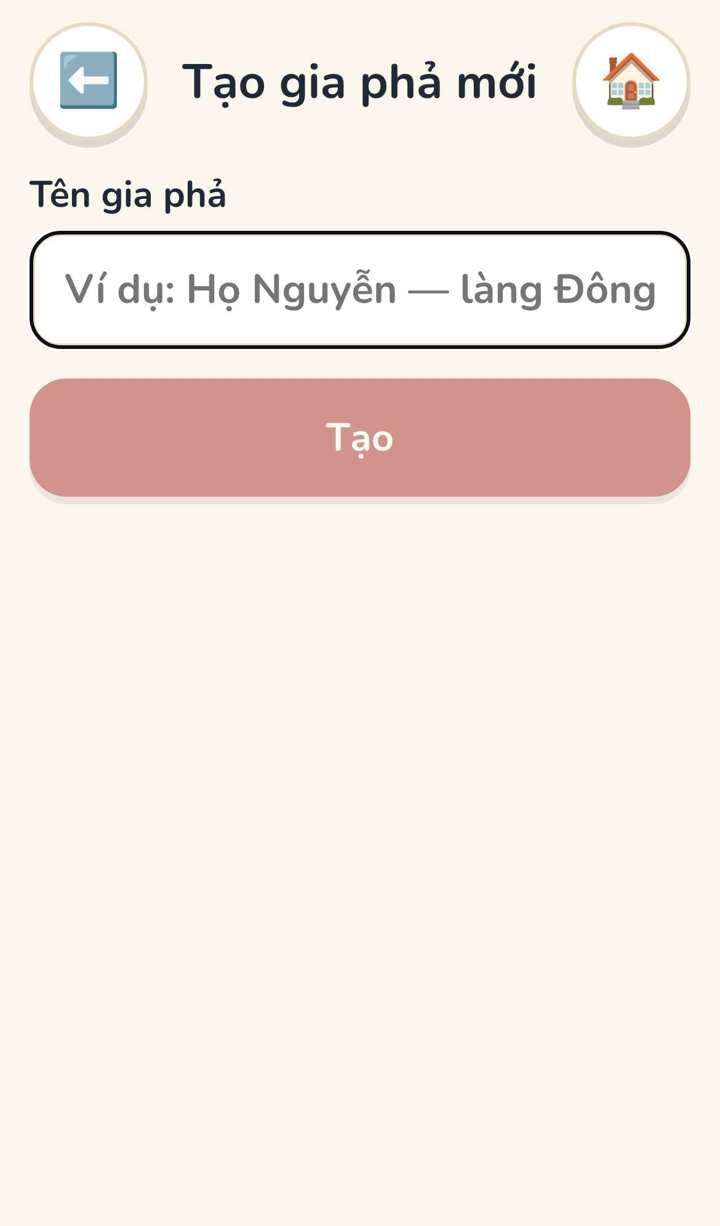 Tạo gia phả mới
Tên gia phả
Ví dụ: Họ Nguyễn — làng Đông
Tạo